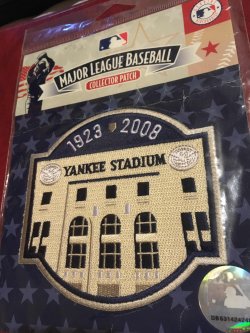 MAJOR LEAGUE BASEBALL
COLLECTOR PATCH
1923 2008
YANKEE STADIUM